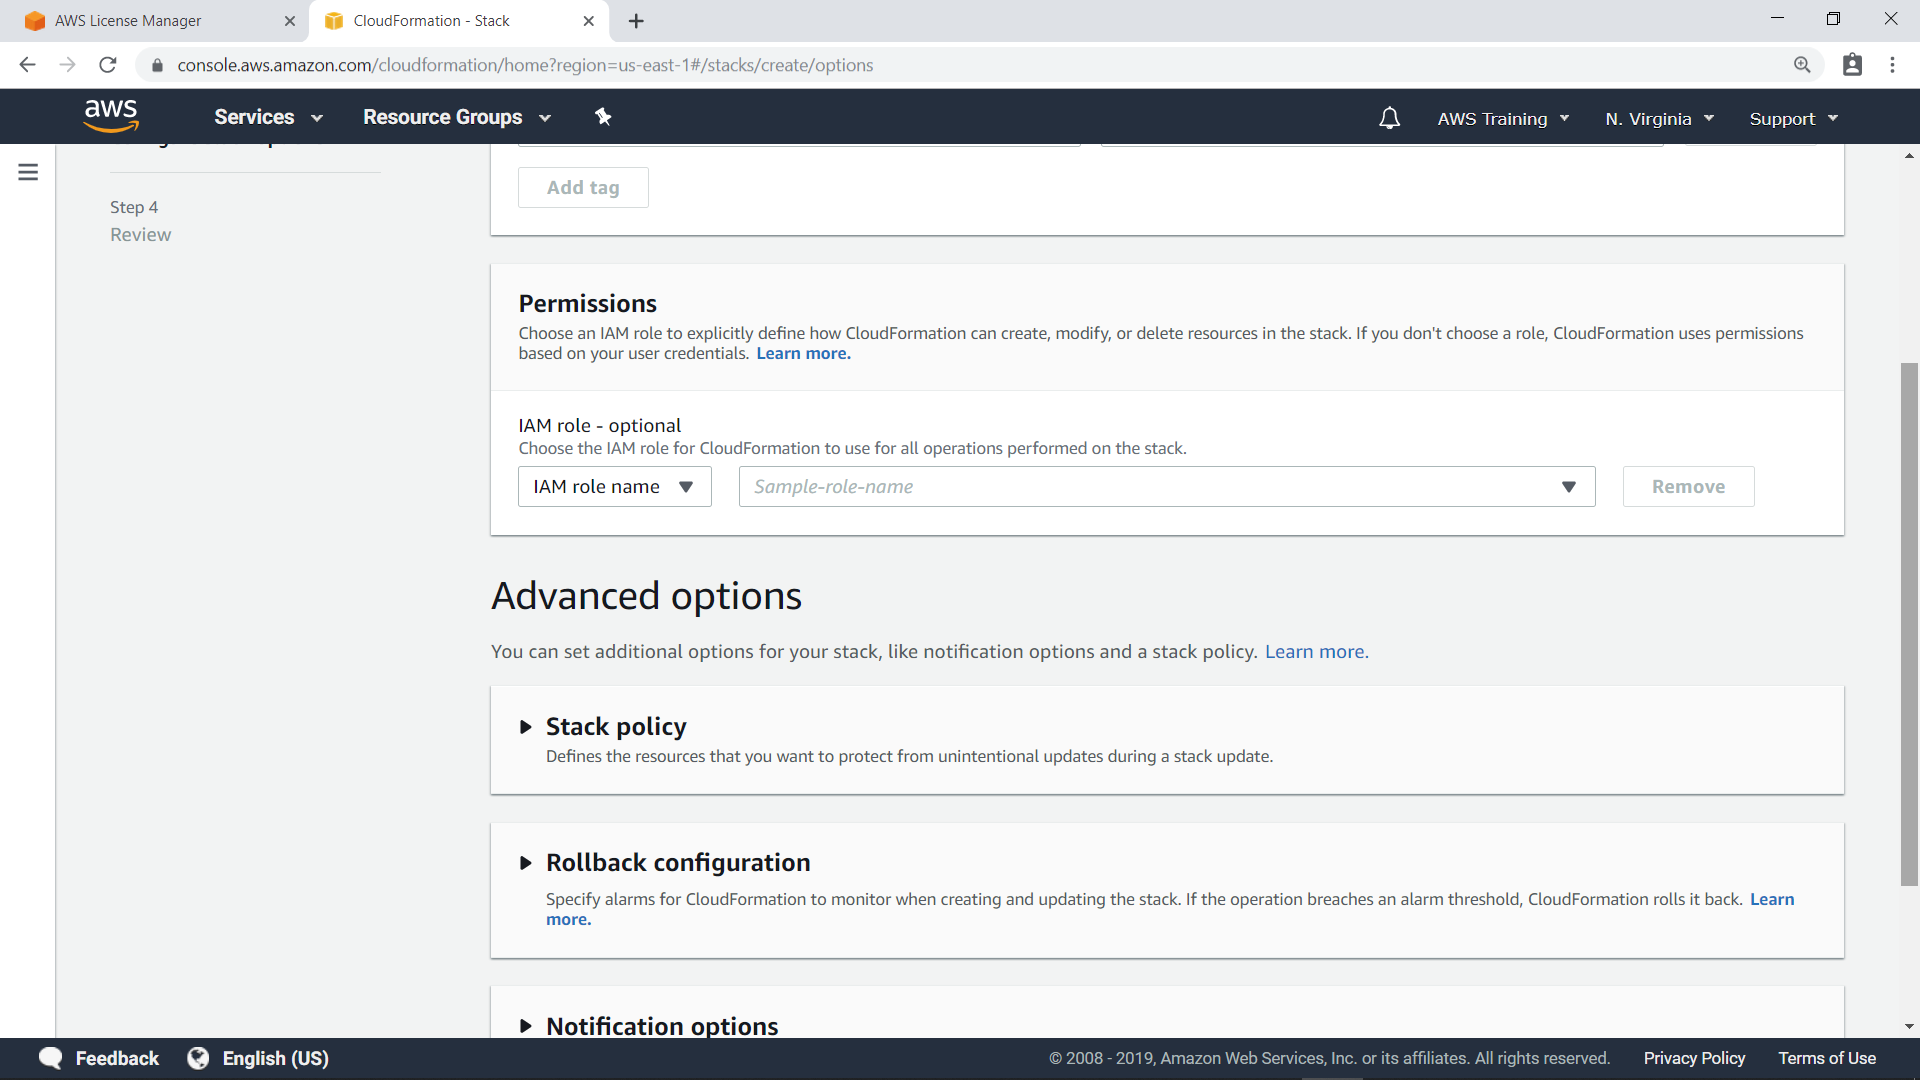 AWS License Manager
CloudFormation - Stack
console.aws.amazon.com/cloudformation/home?region=us-east-1#/stacks/create/options
aws
Services
Resource Groups
AWS Training
N. Virginia
Support
Step 4
Review
Add tag
Permissions
Choose an IAM role to explicitly define how CloudFormation can create, modify, or delete resources in the stack. If you don't choose a role, CloudFormation uses permissions
based on your user credentials. Learn more.
IAM role - optional
Choose the IAM role for CloudFormation to use for all operations performed on the stack.
IAM role name
Sample-role-name
Remove
Advanced options
You can set additional options for your stack, like notification options and a stack policy. Learn more.
Stack policy
Defines the resources that you want to protect from unintentional updates during a stack update.
Rollback configuration
Specify alarms for CloudFormation to monitor when creating and updating the stack. If the operation breaches an alarm threshold, CloudFormation rolls it back. Learn
more.
Notification options
Feedback
English (US)
© 2008 - 2019, Amazon Web Services, Inc. or its affiliates. All rights reserved.
Privacy Policy
Terms of Use